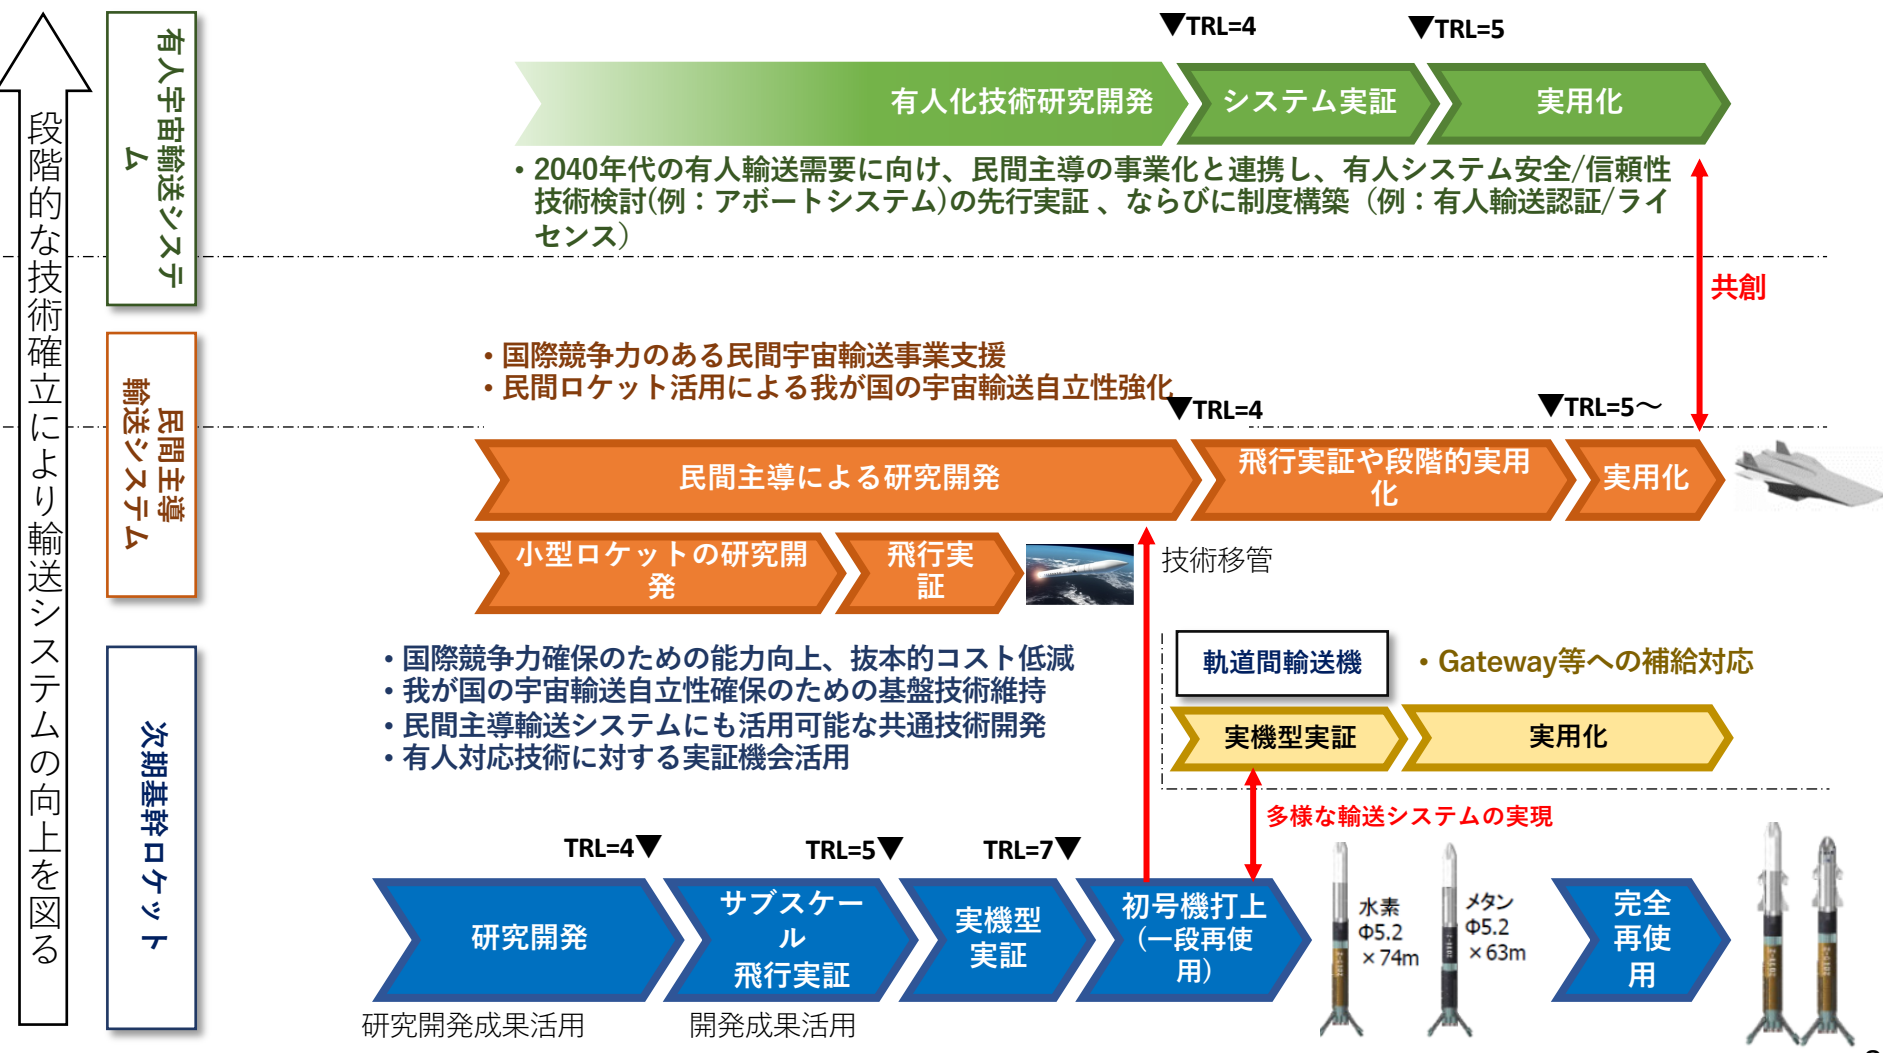 段階的な技術確立により輸送システムの向上を図る
有人宇宙輸送システ
ム
▼TRL=4
▼TRL=5
有人化技術研究開発
システム実証
実用化
・2040年代の有人輸送需要に向け、民間主導の事業化と連携し、有人システム安全/信頼性
技術検討(例：アボートシステム)の先行実証 、ならびに制度構築（例：有人輸送認証/ライ
センス）
共創
民間主導
輸送システム
・国際競争力のある民間宇宙輸送事業支援
・民間ロケット活用による我が国の宇宙輸送自立性強化
▼TRL=4
▼TRL=5～
民間主導による研究開発
飛行実証や段階的実用
化
実用化
小型ロケットの研究開
発
飛行実
証
技術移管
次期基幹ロケット
・国際競争力確保のための能力向上、抜本的コスト低減
・我が国の宇宙輸送自立性確保のための基盤技術維持
・民間主導輸送システムにも活用可能な共通技術開発
・有人対応技術に対する実証機会活用
軌道間輸送機
・Gateway等への補給対応
実機型実証
実用化
多様な輸送システムの実現
TRL=4▼
TRL=5▼
TRL=7▼
研究開発
サブスケー
ル
飛行実証
実機型
実証
初号機打上
（一段再使
用）
水素
Φ5.2
×74m
メタン
Φ5.2
×63m
完全
再使
用
研究開発成果活用
開発成果活用